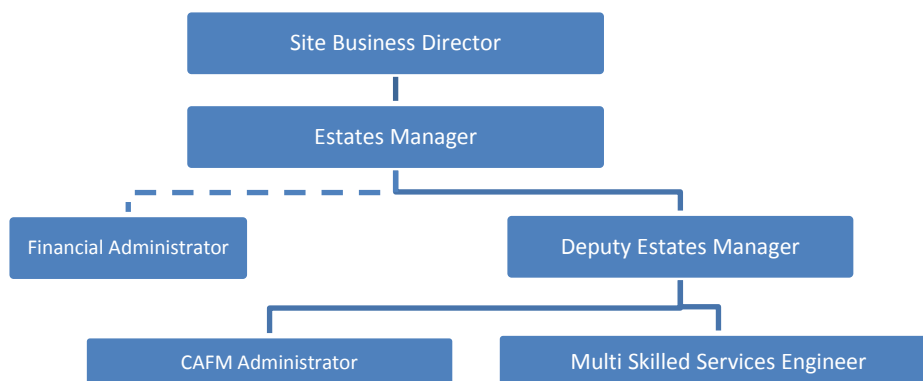 Site Business Director
Estates Manager
Financial Administrator
Deputy Estates Manager
CAFM Administrator
Multi Skilled Services Engineer